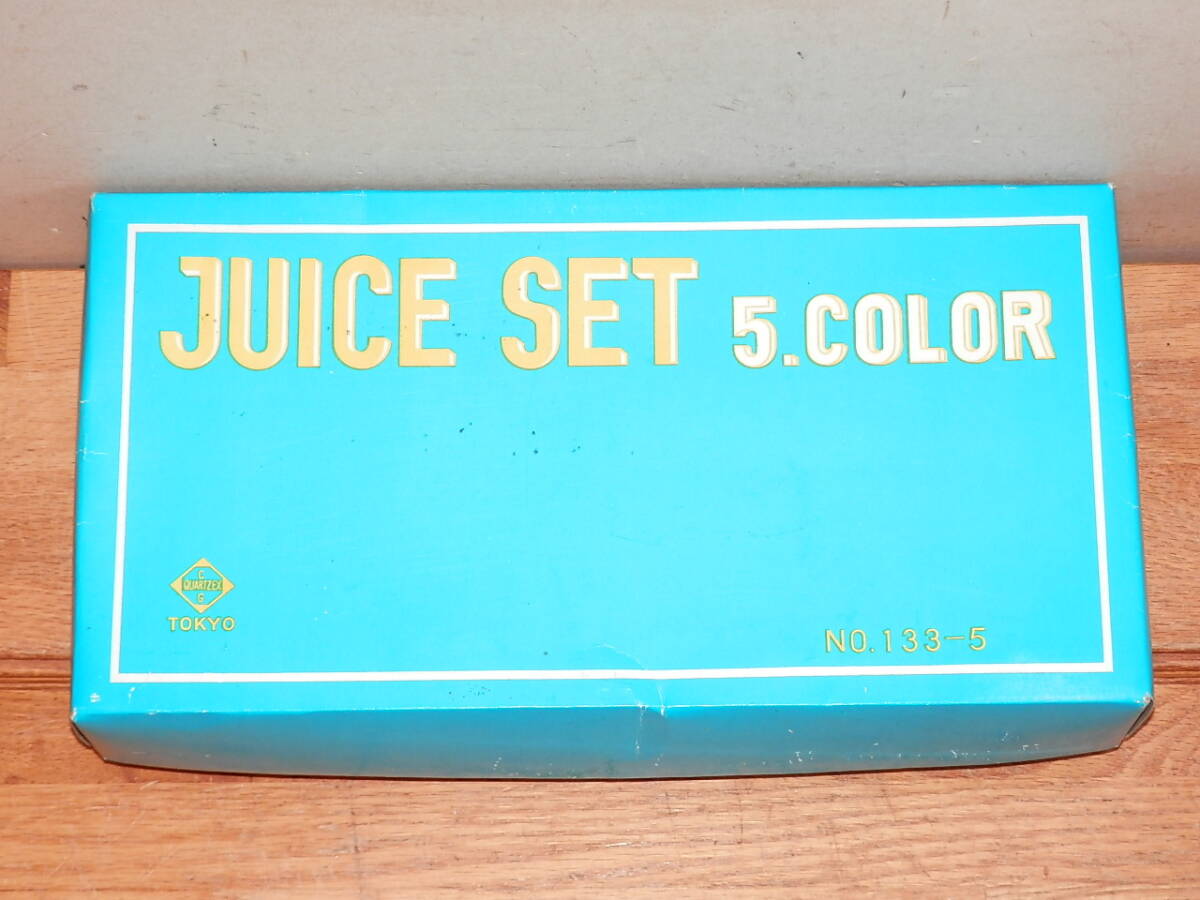 JUICE SET 5.COLOR
C
QUARTZEX
G
TOKYO
NO.133-5